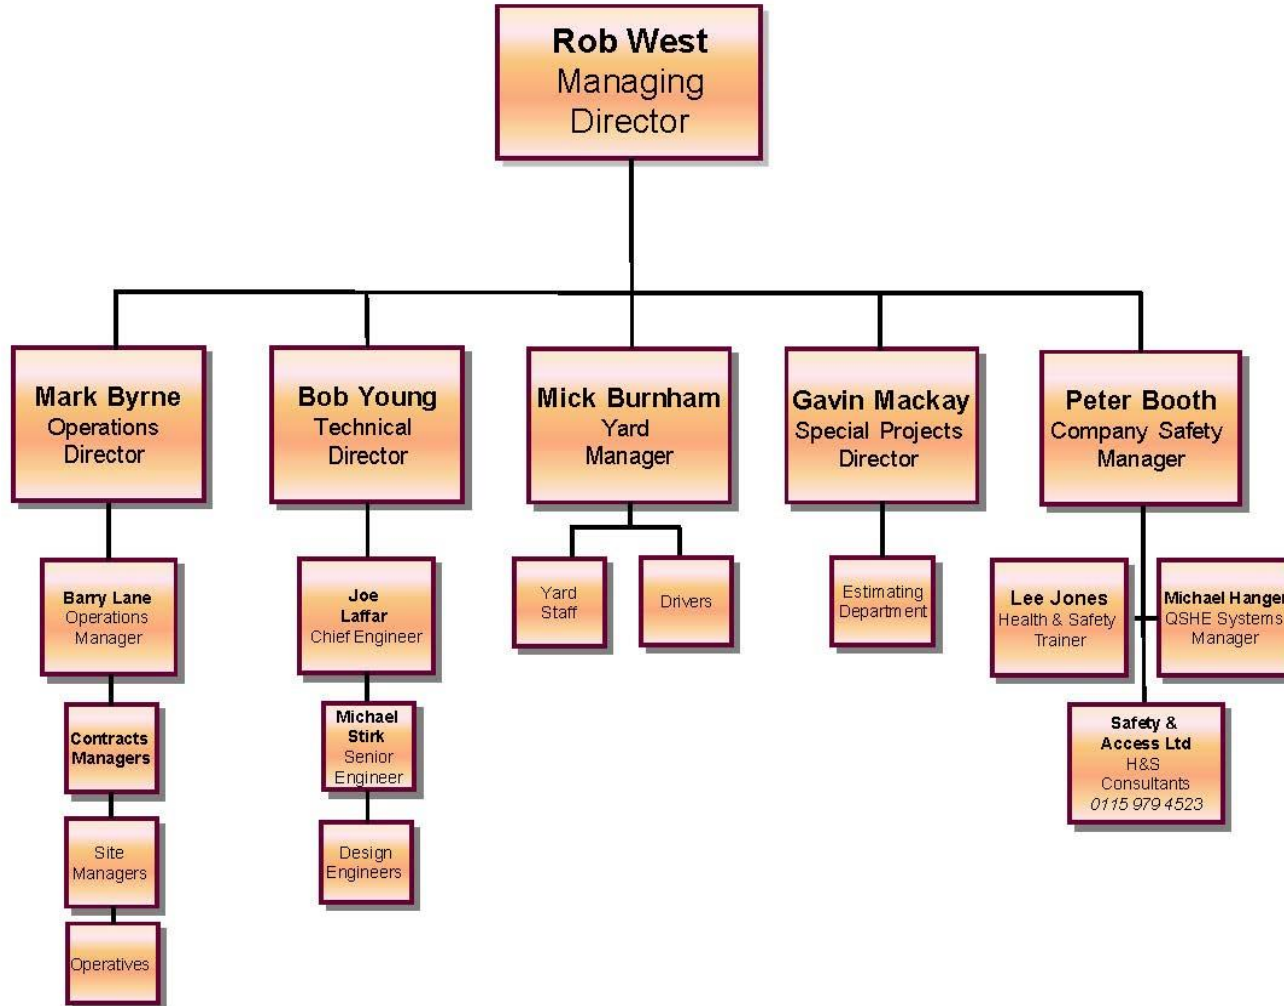 Rob West
Managing
Director
Mark Byrne
Operations
Director
Bob Young
Technical
Director
Mick Burnham
Yard
Manager
Gavin Mackay
Special Projects
Director
Peter Booth
Company Safety
Manager
Barry Lane
Operations
Manager
Joe
Laffar
Chief Engineer
Yard
Staff
Drivers
Estimating
Department
Lee Jones
Health & Safety
Trainer
Michael Hanger
QSHE Systems
Manager
Contracts
Managers
Michael
Stirk
Senior
Engineer
Safety &
Access Ltd
H&S
Consultants
0115 979 4523
Site
Managers
Design
Engineers
Operatives